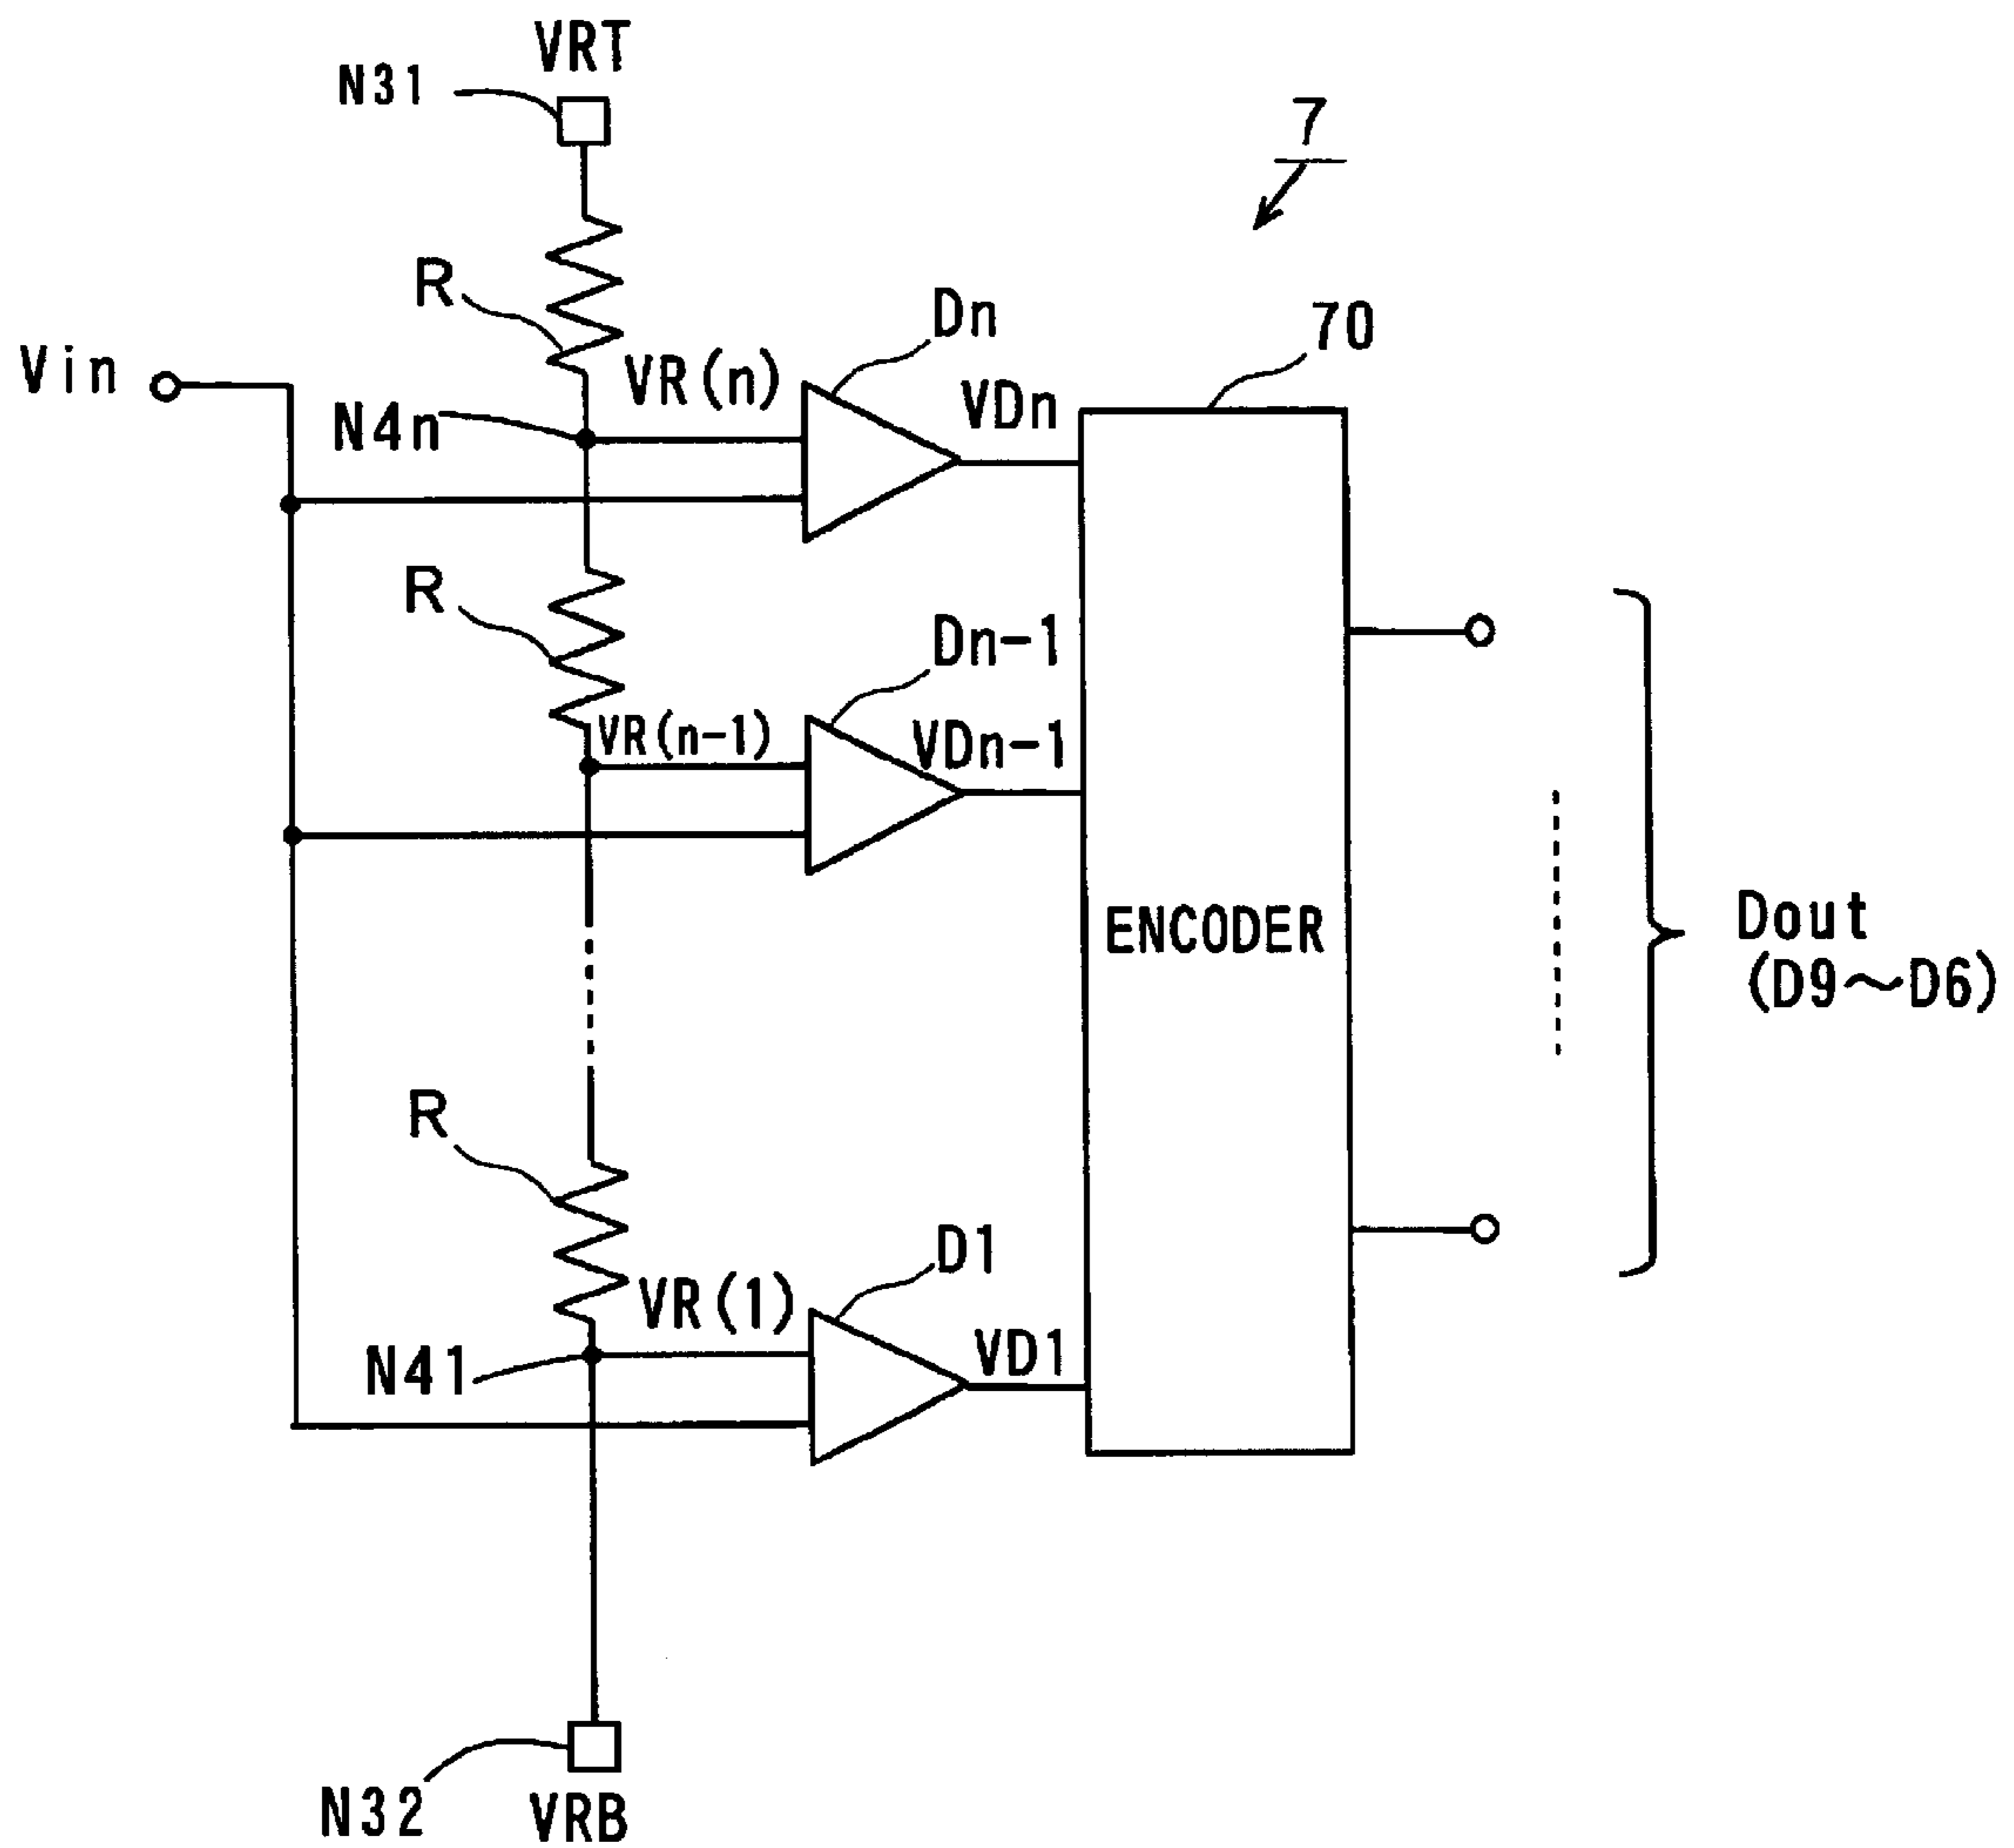 VRT
N31
7
R
Dn
70
Vin
VR(n)
VDn
N4n
R
Dn-1
VR(n-1)
VDn-1
ENCODER
Dout
(D9～D6)
R
D1
VR(1)
VD1
N41
N32
VRB